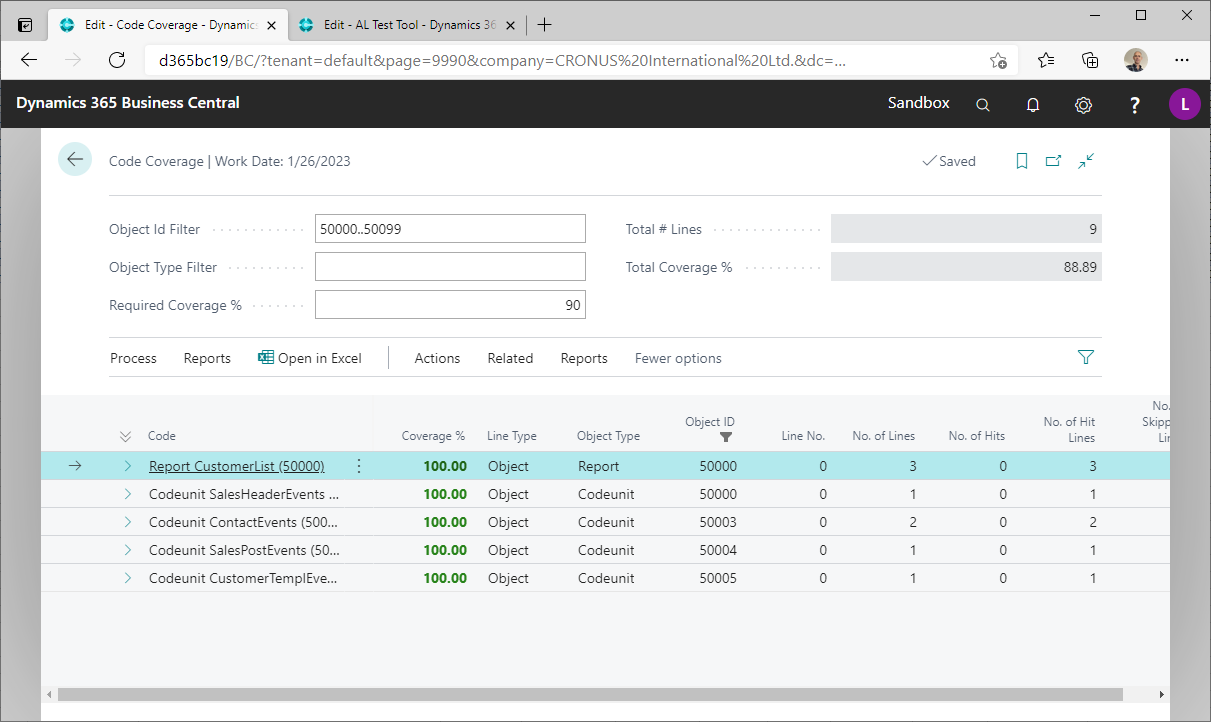 Edit - Code Coverage - Dynamic
Edit - AL Test Tool - Dynamics 36
d365bc19/BC/?tenant=default&page=9990&company=CRONUS%20International%20Ltd.&dc=...
Dynamics 365 Business Central
Sandbox
?
L
Code Coverage | Work Date: 1/26/2023
Saved
Object Id Filter 50000..50099 Total # Lines 9
Object Type Filter Total Coverage % 88.89
Required Coverage % 90
Process Reports Open in Excel Actions Related Reports Fewer options
Code Coverage % Line Type Object Type Object ID Line No. No. of Lines No. of Hits No. of Hit Lines No. Skipp Lin
Report CustomerList (50000) 100.00 Object Report 50000 0 3 0 3
Codeunit SalesHeaderEvents ... 100.00 Object Codeunit 50000 0 1 0 1
Codeunit ContactEvents (500... 100.00 Object Codeunit 50003 0 2 0 2
Codeunit SalesPostEvents (50... 100.00 Object Codeunit 50004 0 1 0 1
Codeunit CustomerTemplEve... 100.00 Object Codeunit 50005 0 1 0 1